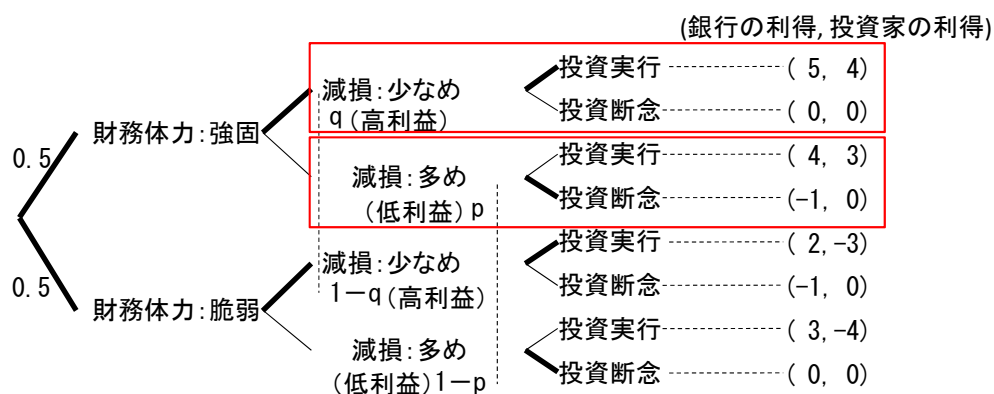 (銀行の利得, 投資家の利得)
減損:少なめ
q(高利益)
投資実行
( 5, 4)
投資断念
( 0, 0)
0.5
財務体力:強固
減損:多め
(低利益)p
投資実行
( 4, 3)
投資断念
(-1, 0)
0.5
財務体力:脆弱
減損:少なめ
1-q(高利益)
投資実行
( 2,-3)
投資断念
(-1, 0)
減損:多め
(低利益)1-p
投資実行
( 3,-4)
投資断念
( 0, 0)